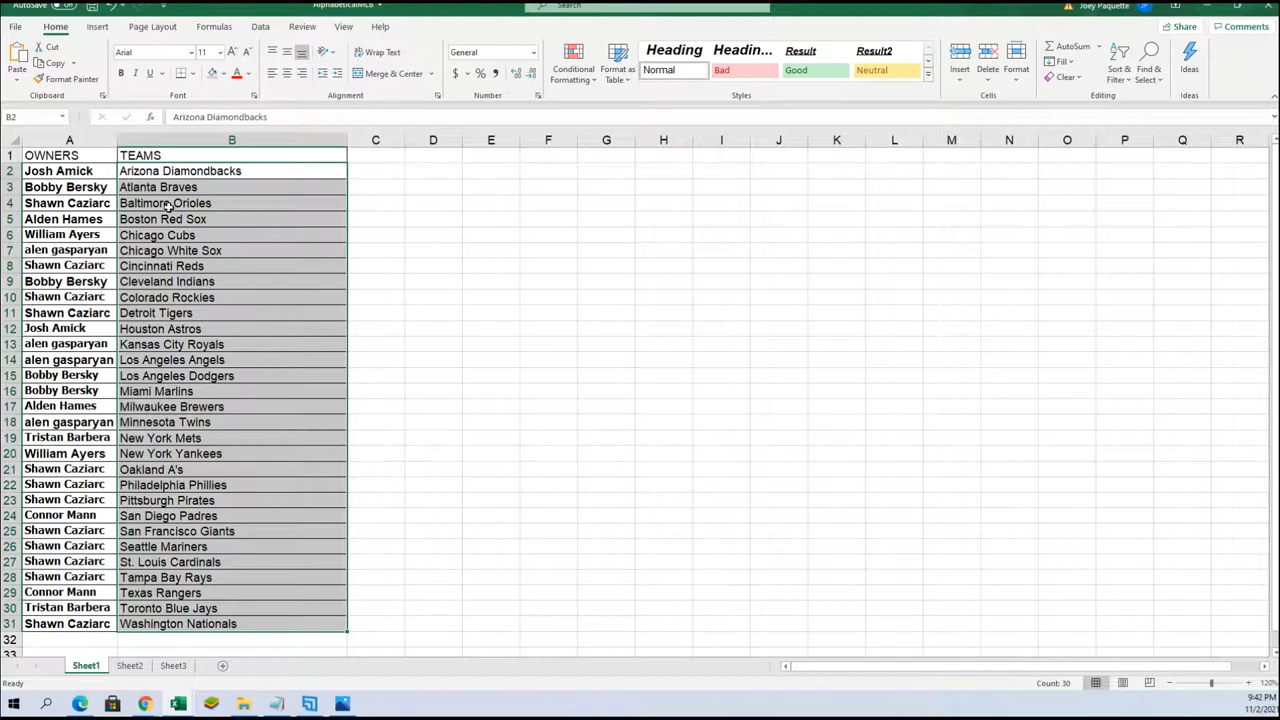 AutoSave Off AlphabeticalMLB Search Joey Paquette
File Home Insert Page Layout Formulas Data Review View Help Share Comments
Cut Arial 11 Wrap Text General Heading Headin... Result Result2 AutoSum
Copy Fill
Paste Format Painter Merge & Center Conditional Formatting Format as Table Normal Bad Good Neutral Insert Delete Format Clear Sort & Filter Find & Select Ideas
Clipboard Font Alignment Number Styles Cells Editing Ideas
B2 Arizona Diamondbacks
A B C D E F G H I J K L M N O P Q R
1 OWNERS TEAMS
2 Josh Amick Arizona Diamondbacks
3 Bobby Bersky Atlanta Braves
4 Shawn Caziarc Baltimore Orioles
5 Alden Hames Boston Red Sox
6 William Ayers Chicago Cubs
7 alen gasparyan Chicago White Sox
8 Shawn Caziarc Cincinnati Reds
9 Bobby Bersky Cleveland Indians
10 Shawn Caziarc Colorado Rockies
11 Shawn Caziarc Detroit Tigers
12 Josh Amick Houston Astros
13 alen gasparyan Kansas City Royals
14 alen gasparyan Los Angeles Angels
15 Bobby Bersky Los Angeles Dodgers
16 Bobby Bersky Miami Marlins
17 Alden Hames Milwaukee Brewers
18 alen gasparyan Minnesota Twins
19 Tristan Barbera New York Mets
20 William Ayers New York Yankees
21 Shawn Caziarc Oakland A's
22 Shawn Caziarc Philadelphia Phillies
23 Shawn Caziarc Pittsburgh Pirates
24 Connor Mann San Diego Padres
25 Shawn Caziarc San Francisco Giants
26 Shawn Caziarc Seattle Mariners
27 Shawn Caziarc St. Louis Cardinals
28 Shawn Caziarc Tampa Bay Rays
29 Connor Mann Texas Rangers
30 Tristan Barbera Toronto Blue Jays
31 Shawn Caziarc Washington Nationals
32
33
Sheet1 Sheet2 Sheet3
Ready Count: 30 120%
9:42 PM
11/2/2021